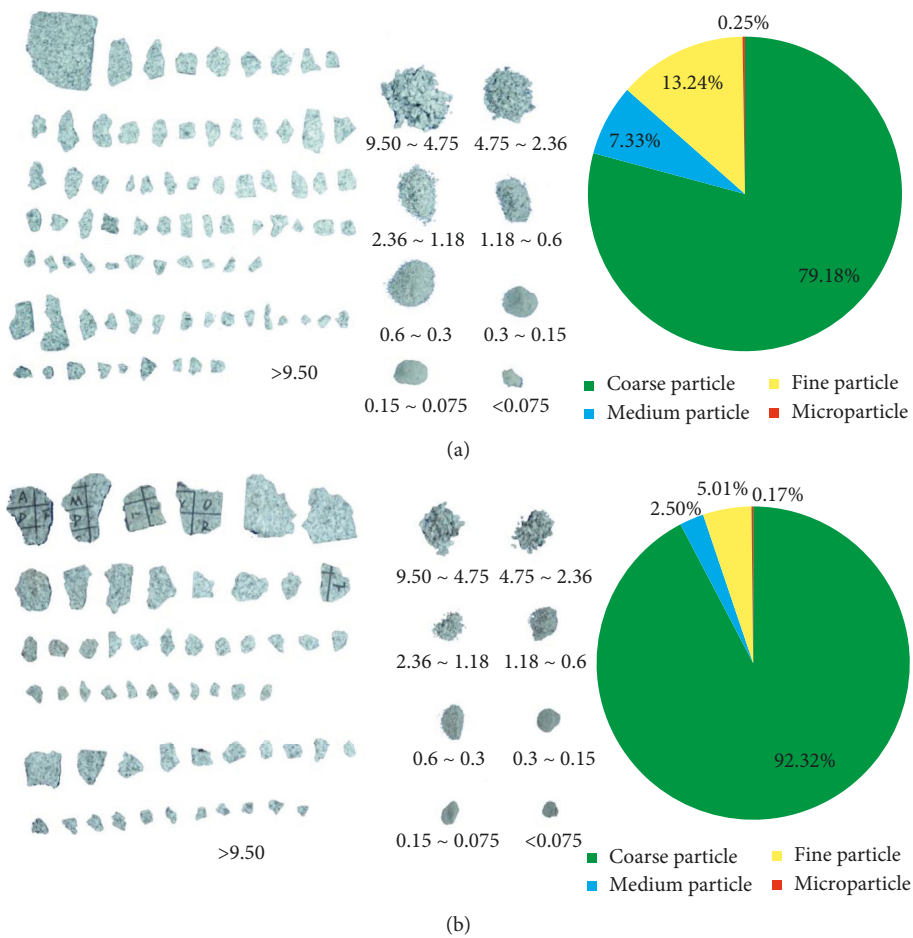 0.25%
13.24%
7.33%
79.18%
9.50 ~ 4.75 4.75 ~ 2.36
2.36 ~ 1.18 1.18 ~ 0.6
0.6 ~ 0.3 0.3 ~ 0.15
0.15 ~ 0.075 <0.075
>9.50
Coarse particle Fine particle
Medium particle Microparticle
(a)
5.01% 0.17%
2.50%
92.32%
A
M
O
R
9.50 ~ 4.75 4.75 ~ 2.36
2.36 ~ 1.18 1.18 ~ 0.6
0.6 ~ 0.3 0.3 ~ 0.15
0.15 ~ 0.075 <0.075
>9.50
Coarse particle Fine particle
Medium particle Microparticle
(b)